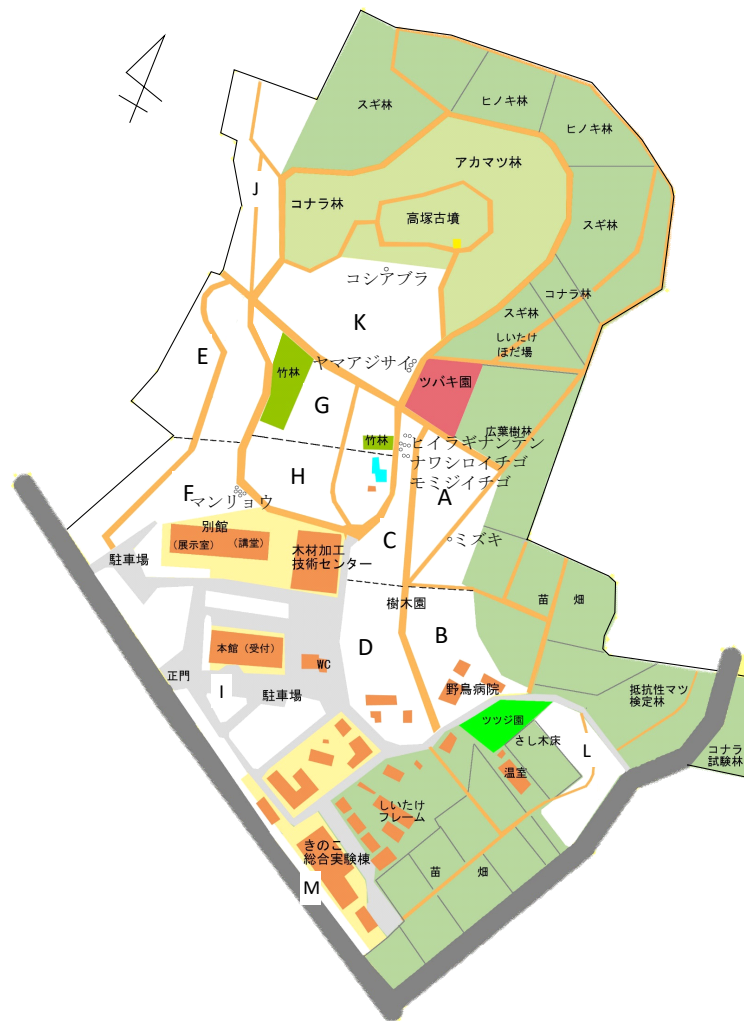 スギ林
ヒノキ林
ヒノキ林
アカマツ林
J
コナラ林
高塚古墳
スギ林
コシアブラ
コナラ林
スギ林
K
しいたけ
ほだ場
E
ヤマアジサイ
竹林
ツバキ園
G
広葉樹林
竹林
ヒイラギナンテン
ナワシロイチゴ
モミジイチゴ
H
F
マンリョウ
A
別館
(展示室)
(講堂)
木材加工
技術センター
C
ミズキ
駐車場
樹木園
苗
畑
本館(受付)
D
B
WC
正門
I
駐車場
野鳥病院
抵抗性マツ
検定林
ツツジ園
さし木床
L
コナラ
試験林
温室
しいたけ
フレーム
きのこ
総合実験棟
苗
畑
M